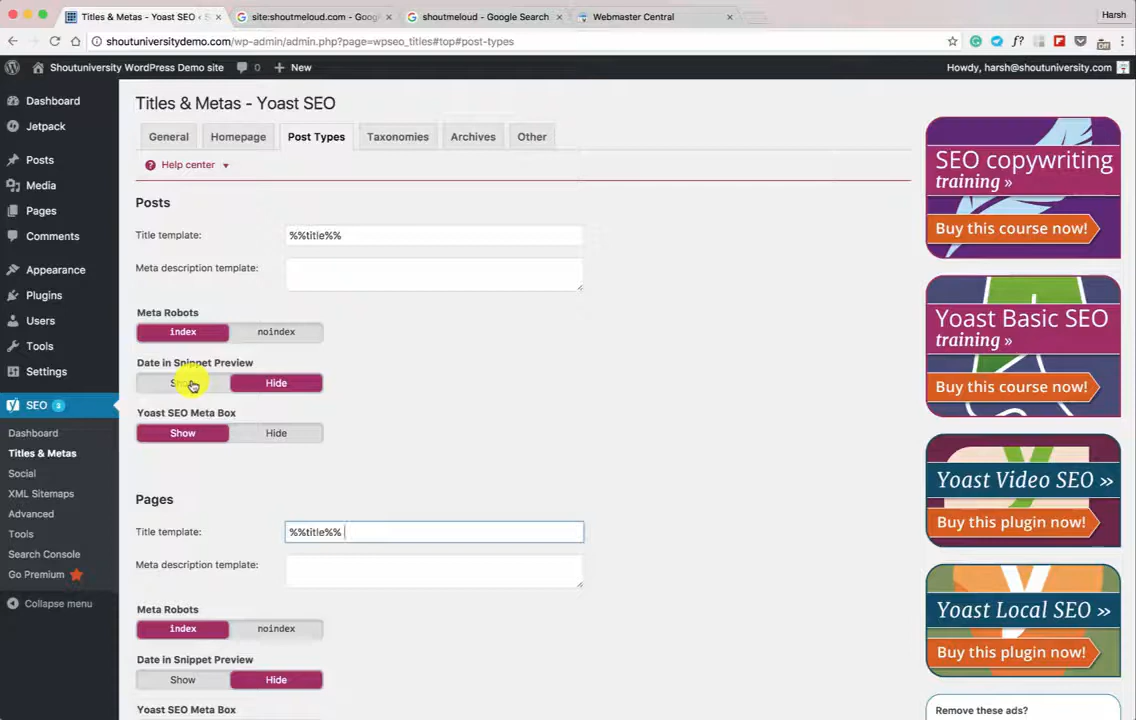 Titles & Metas - Yoast SEO ‹ S
site:shoutmeloud.com - Goog
shoutmeloud - Google Search
Webmaster Central
Harsh
shoutuniversitydemo.com/wp-admin/admin.php?page=wpseo_titles#top#post-types
f?
Off
Shoutuniversity WordPress Demo site
0
+ New
Howdy, harsh@shoutuniversity.com
Dashboard
Jetpack
Posts
Media
Pages
Comments
Appearance
Plugins
Users
Tools
Settings
SEO 3
Dashboard
Titles & Metas
Social
XML Sitemaps
Advanced
Tools
Search Console
Go Premium
Collapse menu
Titles & Metas - Yoast SEO
General
Homepage
Post Types
Taxonomies
Archives
Other
? Help center
Posts
Title template:
%%title%%
Meta description template:
Meta Robots
index
noindex
Date in Snippet Preview
Show
Hide
Yoast SEO Meta Box
Show
Hide
Pages
Title template:
%%title%%
Meta description template:
Meta Robots
index
noindex
Date in Snippet Preview
Show
Hide
Yoast SEO Meta Box
SEO copywriting
training »
Buy this course now!
Yoast Basic SEO
training »
Buy this course now!
Yoast Video SEO »
Buy this plugin now!
Yoast Local SEO »
Buy this plugin now!
Remove these ads?